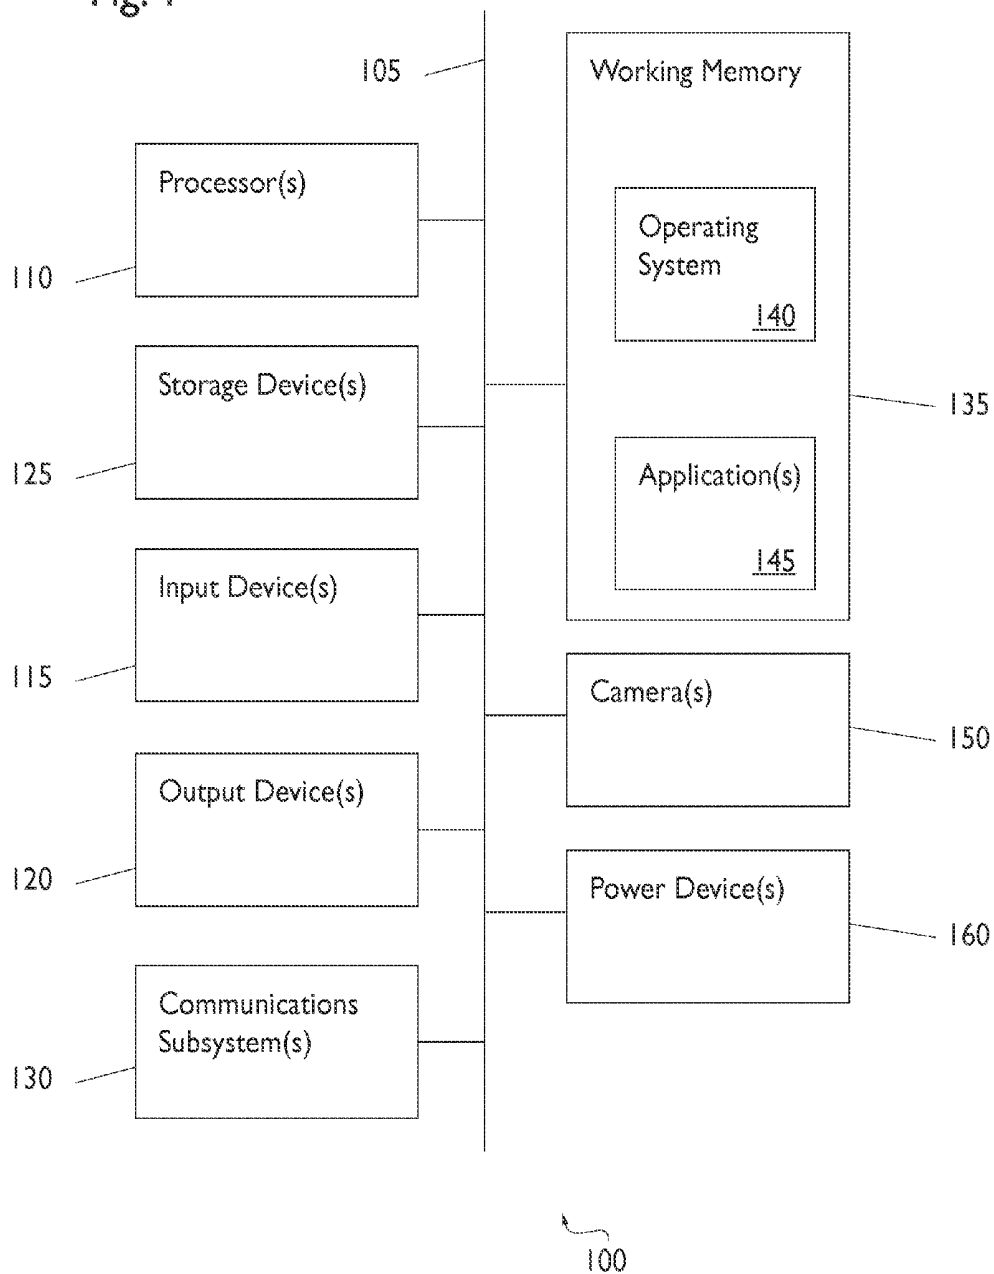 105
Working Memory
Processor(s)
110
Operating
System
140
Storage Device(s)
125
135
Application(s)
145
Input Device(s)
115
Camera(s)
150
Output Device(s)
120
Power Device(s)
160
Communications
Subsystem(s)
130
100